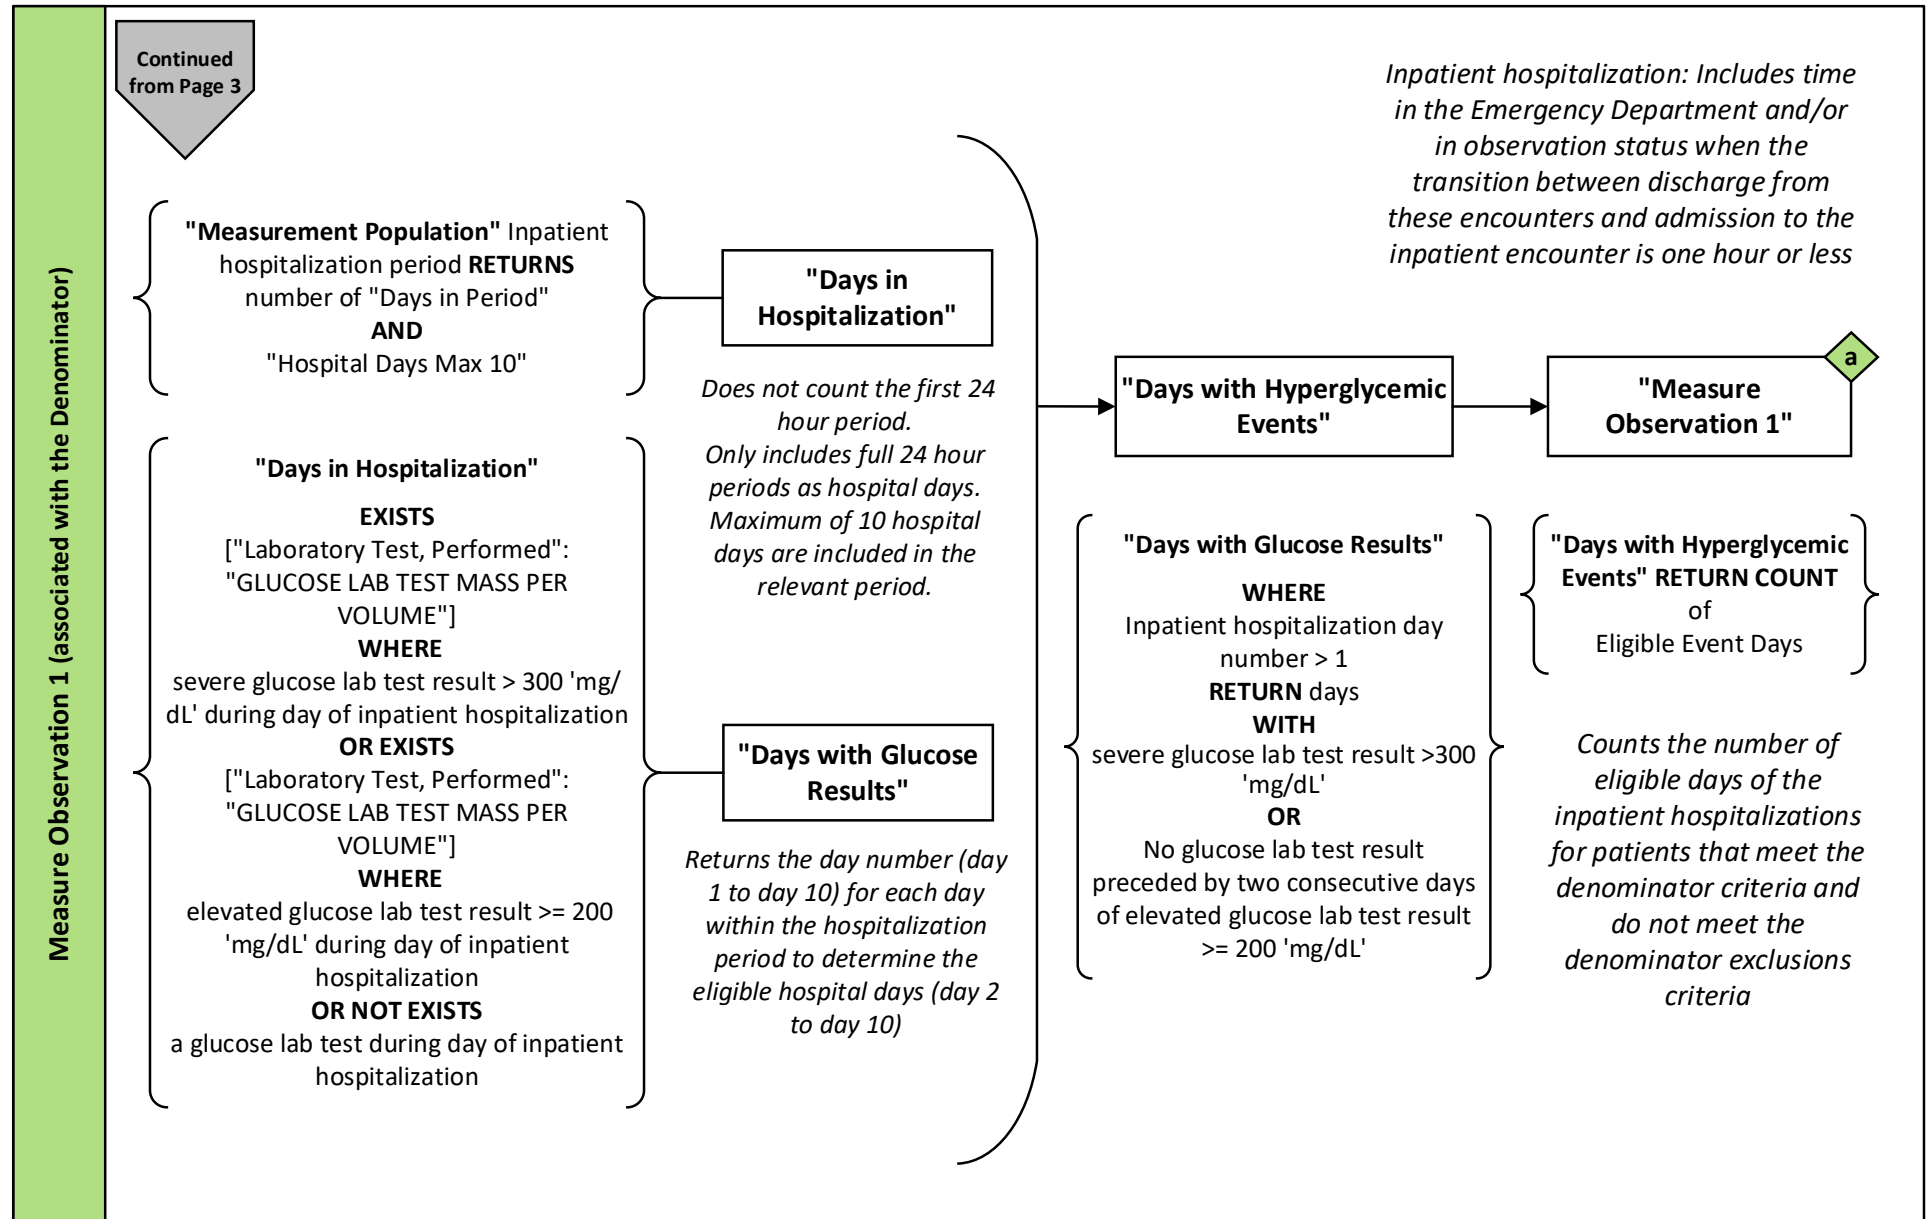 Measure Observation 1 (associated with the Denominator)
Continued
from Page 3
"Measurement Population" Inpatient
hospitalization period RETURNS
number of "Days in Period"
AND
"Hospital Days Max 10"
"Days in
Hospitalization"
Does not count the first 24
hour period.
Only includes full 24 hour
periods as hospital days.
Maximum of 10 hospital
days are included in the
relevant period.
"Days in Hospitalization"
EXISTS
["Laboratory Test, Performed":
"GLUCOSE LAB TEST MASS PER
VOLUME"]
WHERE
severe glucose lab test result > 300 'mg/
dL' during day of inpatient hospitalization
OR EXISTS
["Laboratory Test, Performed":
"GLUCOSE LAB TEST MASS PER
VOLUME"]
WHERE
elevated glucose lab test result >= 200
'mg/dL' during day of inpatient
hospitalization
OR NOT EXISTS
a glucose lab test during day of inpatient
hospitalization
"Days with Glucose
Results"
Returns the day number (day
1 to day 10) for each day
within the hospitalization
period to determine the
eligible hospital days (day 2
to day 10)
Inpatient hospitalization: Includes time
in the Emergency Department and/or
in observation status when the
transition between discharge from
these encounters and admission to the
inpatient encounter is one hour or less
"Days with Hyperglycemic
Events"
"Days with Glucose Results"
WHERE
Inpatient hospitalization day
number > 1
RETURN days
WITH
severe glucose lab test result >300
'mg/dL'
OR
No glucose lab test result
preceded by two consecutive days
of elevated glucose lab test result
>= 200 'mg/dL'
a
"Measure
Observation 1"
"Days with Hyperglycemic
Events" RETURN COUNT
of
Eligible Event Days
Counts the number of
eligible days of the
inpatient hospitalizations
for patients that meet the
denominator criteria and
do not meet the
denominator exclusions
criteria